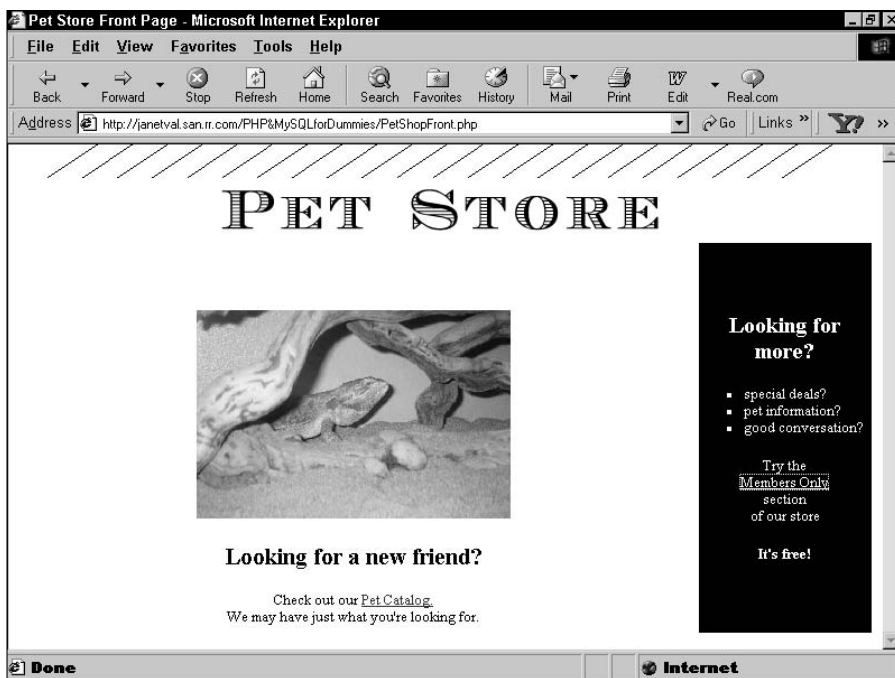 Pet Store Front Page - Microsoft Internet Explorer
File Edit View Favorites Tools Help
Back Forward Stop Refresh Home Search Favorites History Mail Print Edit Real.com
Address http://janetval.san.rr.com/PHP&MySQLforDummies/PetShopFront.php Go Links » Y? »
PET STORE
Looking for
more?
special deals?
pet information?
good conversation?
Try the
Members Only
section
of our store
It's free!
Looking for a new friend?
Check out our Pet Catalog.
We may have just what you're looking for.
Done Internet